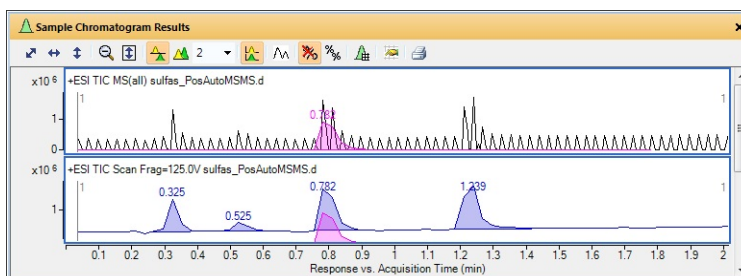 Sample Chromatogram Results
2
x10 6 +ESI TIC MS(all) sulfas_PosAutoMSMS.d
1 1
0.782
1
0
x10 6 +ESI TIC Scan Frag=125.0V sulfas_PosAutoMSMS.d
1 1
0.325 0.525 0.782 1.239
1
0.1 0.2 0.3 0.4 0.5 0.6 0.7 0.8 0.9 1 1.1 1.2 1.3 1.4 1.5 1.6 1.7 1.8 1.9 2
Response vs. Acquisition Time (min)